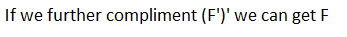 If we further compliment (F')' we can get F